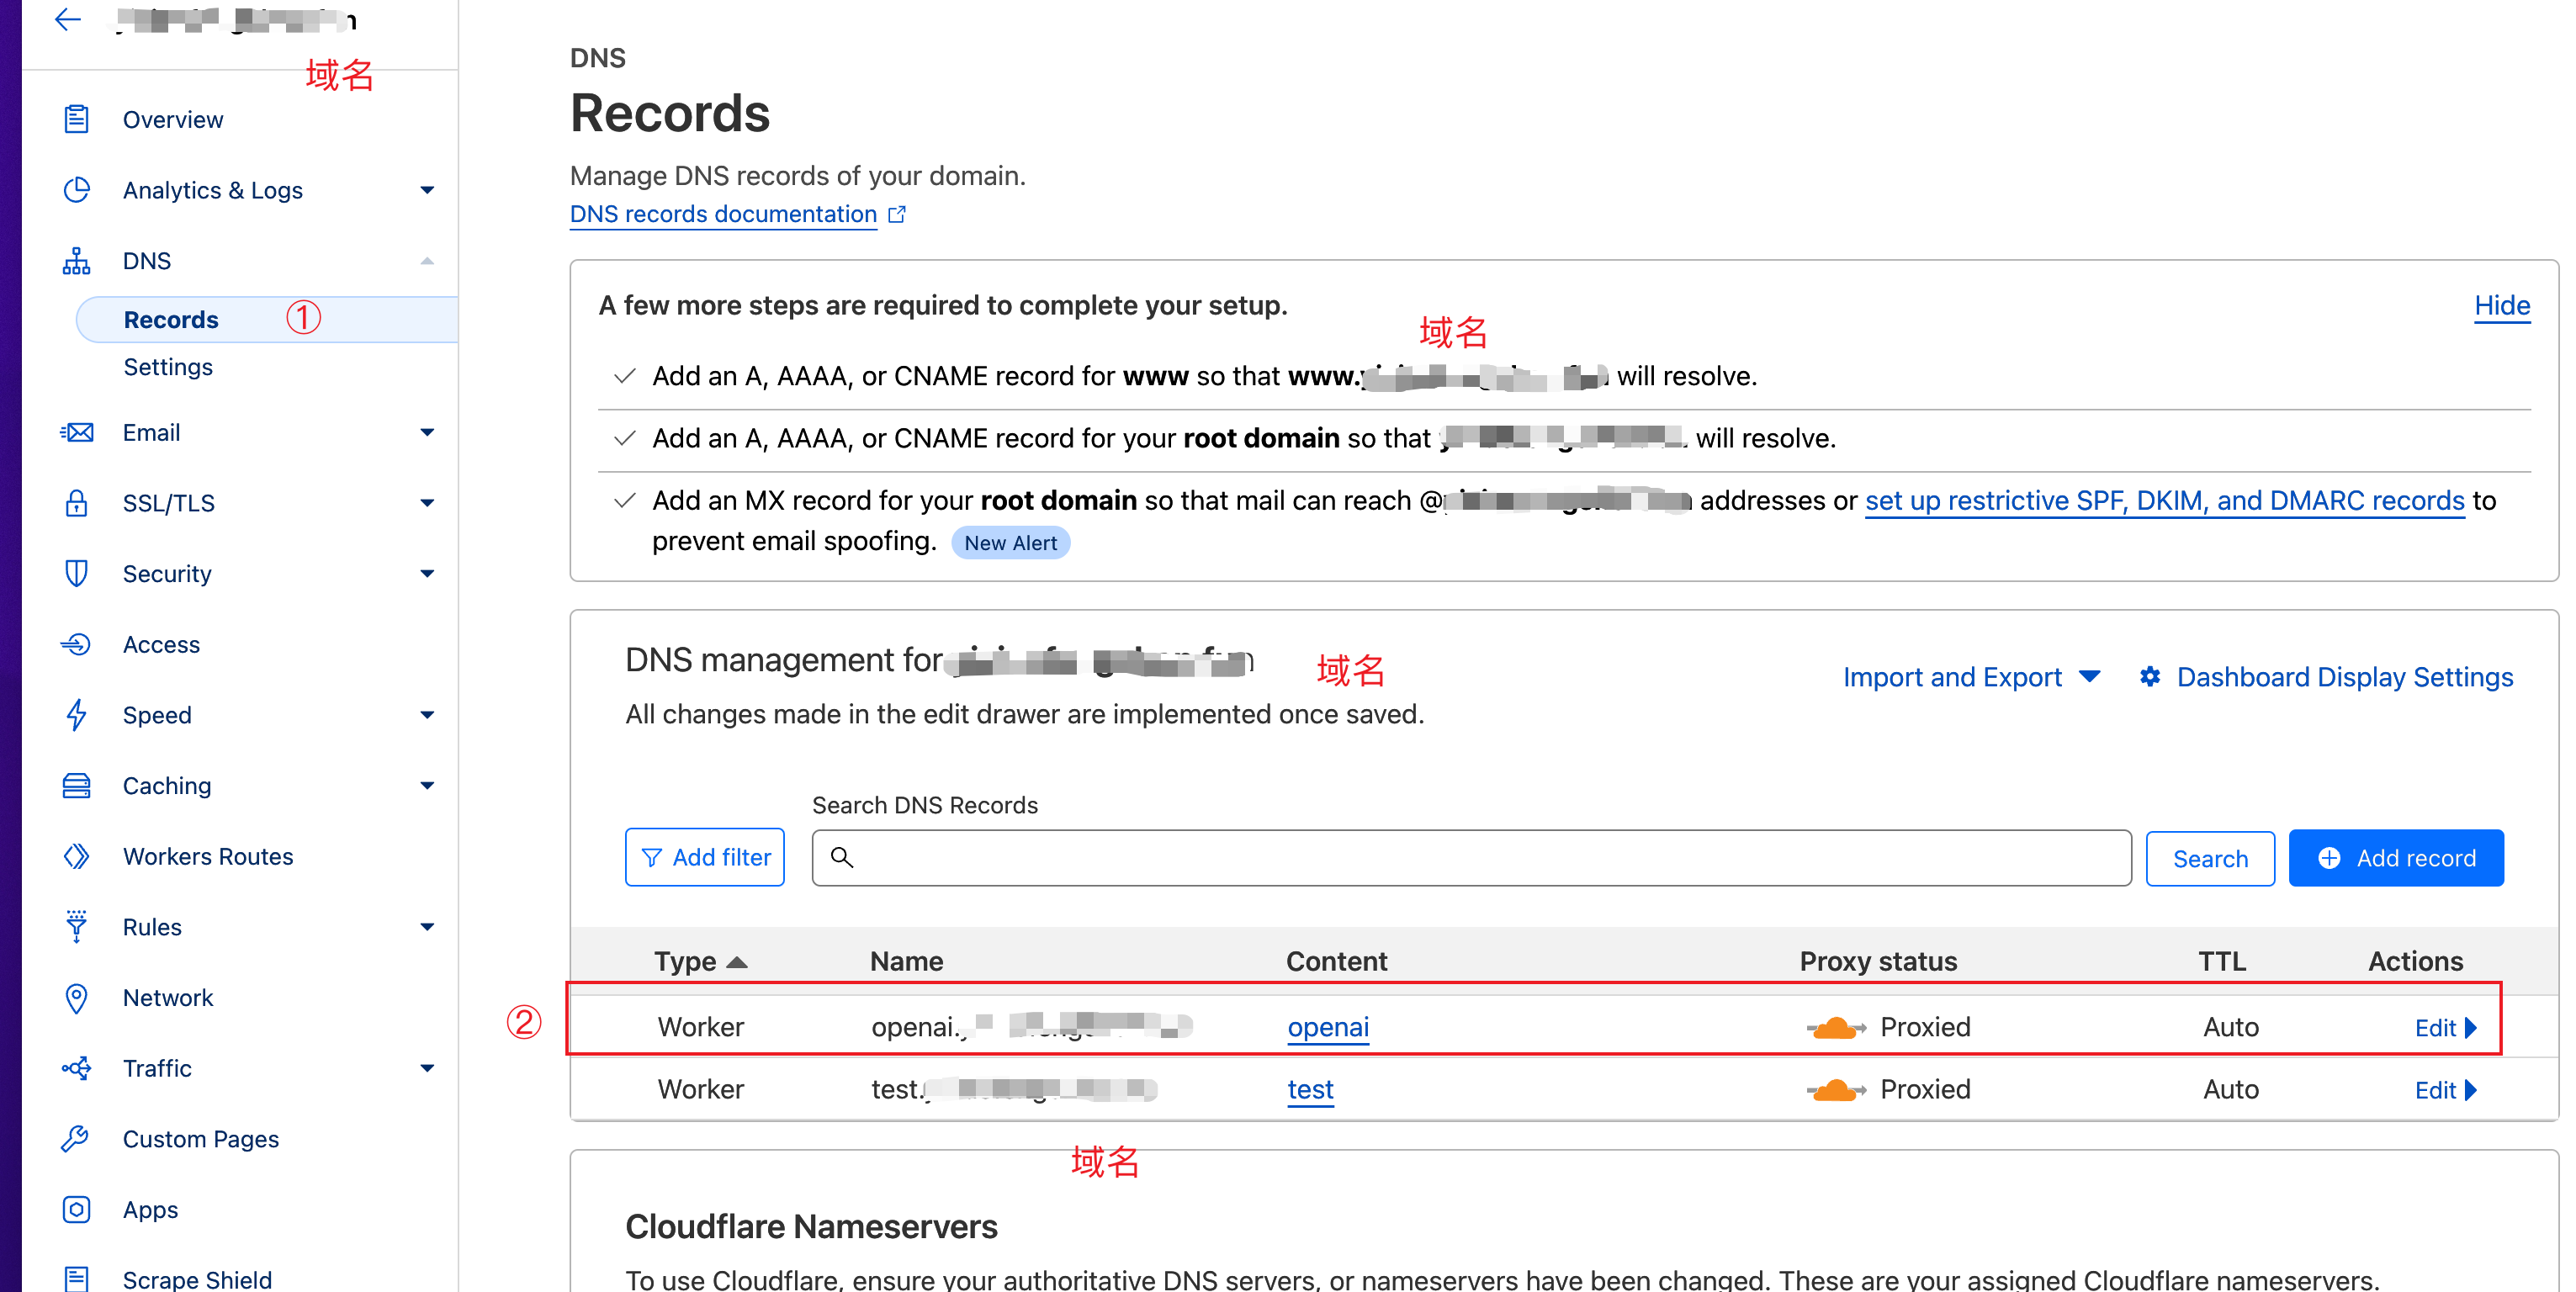 域名
Overview
Analytics & Logs
DNS
Records ①
Settings
Email
SSL/TLS
Security
Access
Speed
Caching
Workers Routes
Rules
Network
Traffic
Custom Pages
Apps
Scrape Shield
DNS
Records
Manage DNS records of your domain.
DNS records documentation
A few more steps are required to complete your setup.
Hide
域名
Add an A, AAAA, or CNAME record for www so that www. will resolve.
Add an A, AAAA, or CNAME record for your root domain so that will resolve.
Add an MX record for your root domain so that mail can reach @ addresses or set up restrictive SPF, DKIM, and DMARC records to
prevent email spoofing. New Alert
DNS management for
域名
Import and Export
Dashboard Display Settings
All changes made in the edit drawer are implemented once saved.
Search DNS Records
Add filter
Search
Add record
Type Name Content Proxy status TTL Actions
② Worker openai. openai Proxied Auto Edit
Worker test. test Proxied Auto Edit
域名
Cloudflare Nameservers
To use Cloudflare, ensure your authoritative DNS servers, or nameservers have been changed. These are your assigned Cloudflare nameservers.